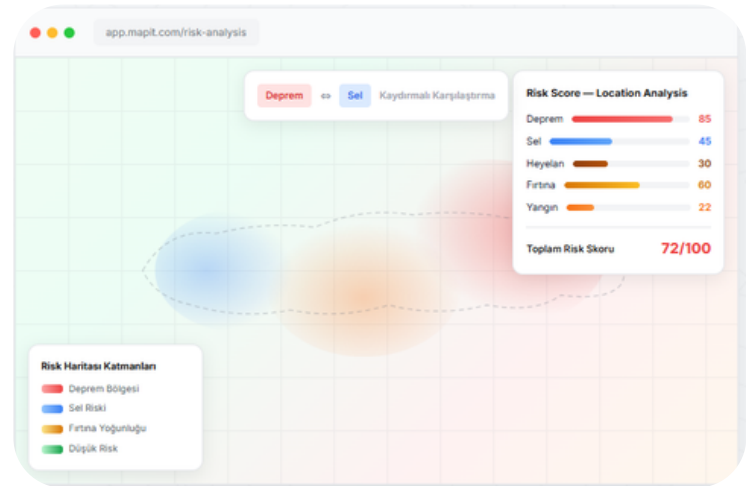 app.mapit.com/risk-analysis
Deprem ⇔ Sel Kaydırmalı Karşılaştırma
Risk Score — Location Analysis
Deprem 85
Sel 45
Heyelan 30
Fırtına 60
Yangın 22
Toplam Risk Skoru 72/100
Risk Haritası Katmanları
Deprem Bölgesi
Sel Riski
Fırtına Yoğunluğu
Düşük Risk